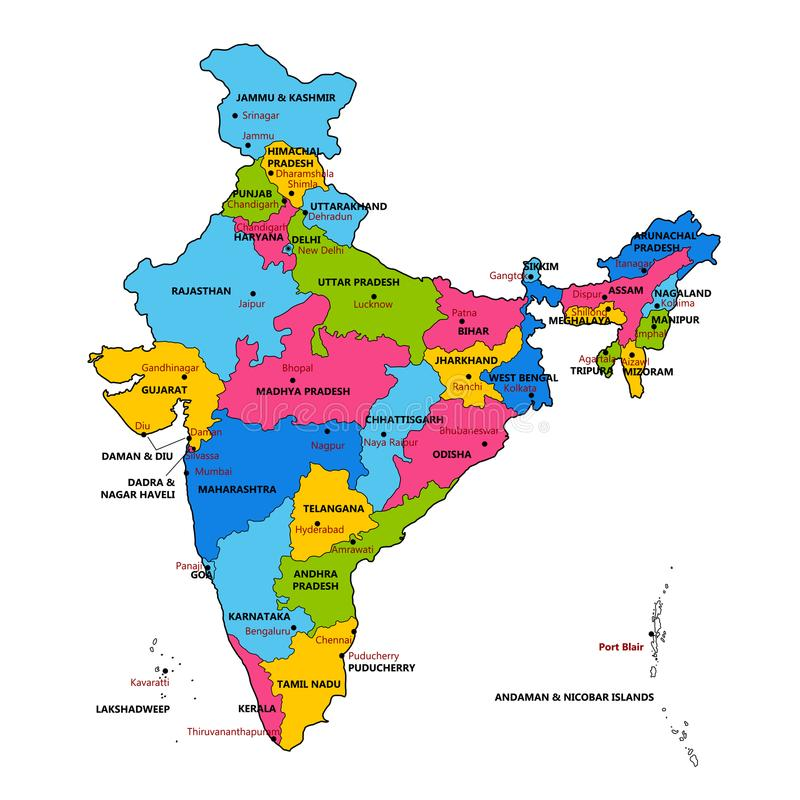 JAMMU & KASHMIR
Srinagar
Jammu
HIMACHAL
PRADESH
Dharamshala
Shimla
PUNJAB
Chandigarh
UTTARAKHAND
Dehradun
Chandigarh
HARYANA
DELHI
New Delhi
ARUNACHAL
PRADESH
Itanagar
SIKKIM
Gangtok
RAJASTHAN
Jaipur
UTTAR PRADESH
Lucknow
ASSAM
Dispur
NAGALAND
Kohima
Patna
BIHAR
Shillong
MEGHALAYA
MANIPUR
Imphal
Gandhinagar
GUJARAT
Bhopal
MADHYA PRADESH
JHARKHAND
Ranchi
WEST BENGAL
Kolkata
Agartala
TRIPURA
Aizawl
MIZORAM
dreamstime
Diu
Daman
DAMAN & DIU
Silvassa
DADRA &
NAGAR HAVELI
Mumbai
MAHARASHTRA
Nagpur
CHHATTISGARH
Naya Raipur
Bhubaneswar
ODISHA
TELANGANA
Hyderabad
Amrawati
Panaji
GOA
ANDHRA
PRADESH
KARNATAKA
Bengaluru
Chennai
Puducherry
PUDUCHERRY
Port Blair
Kavaratti
LAKSHADWEEP
KERALA
TAMIL NADU
ANDAMAN & NICOBAR ISLANDS
Thiruvananthapuram